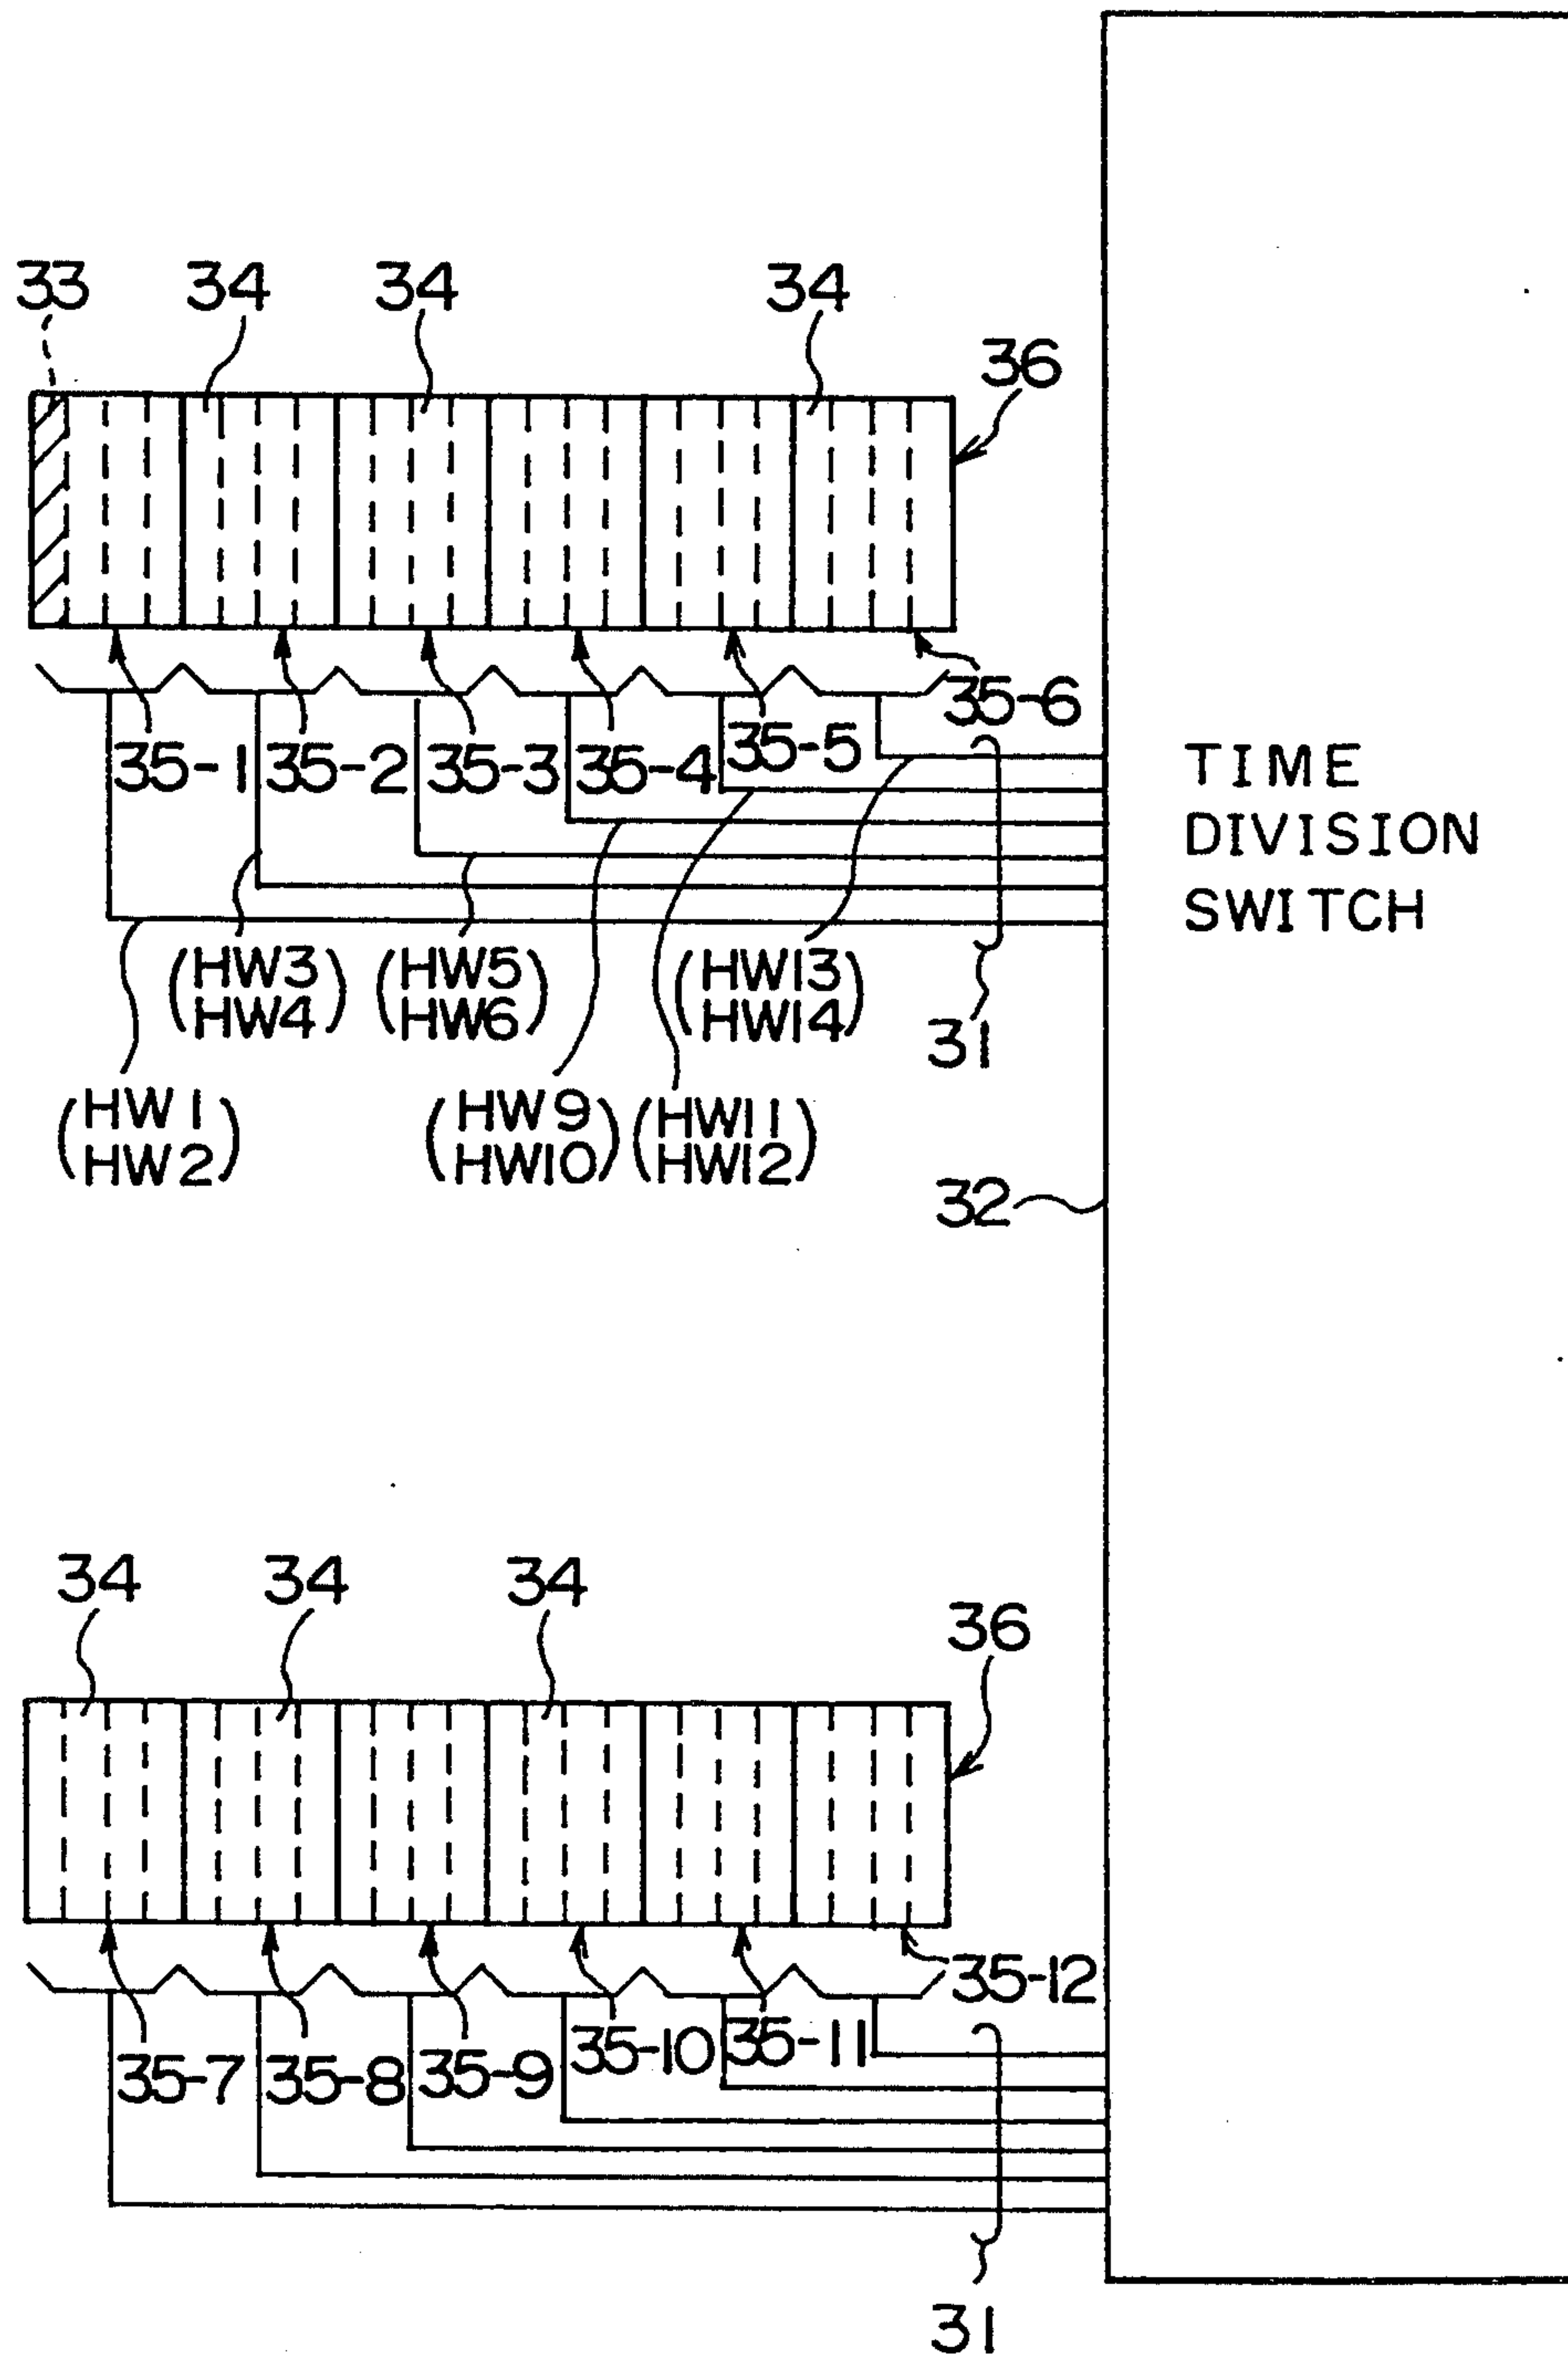 33 34 34 34
36
35-6
35-1 35-2 35-3 35-4 35-5
TIME
DIVISION
SWITCH
(HW3 (HW5 (HW13
HW4) HW6) HW14)
31
(HW1 (HW9 (HW11
HW2) HW10) HW12)
32
34 34 34
36
35-12
35-7 35-8 35-9 35-10 35-11
31